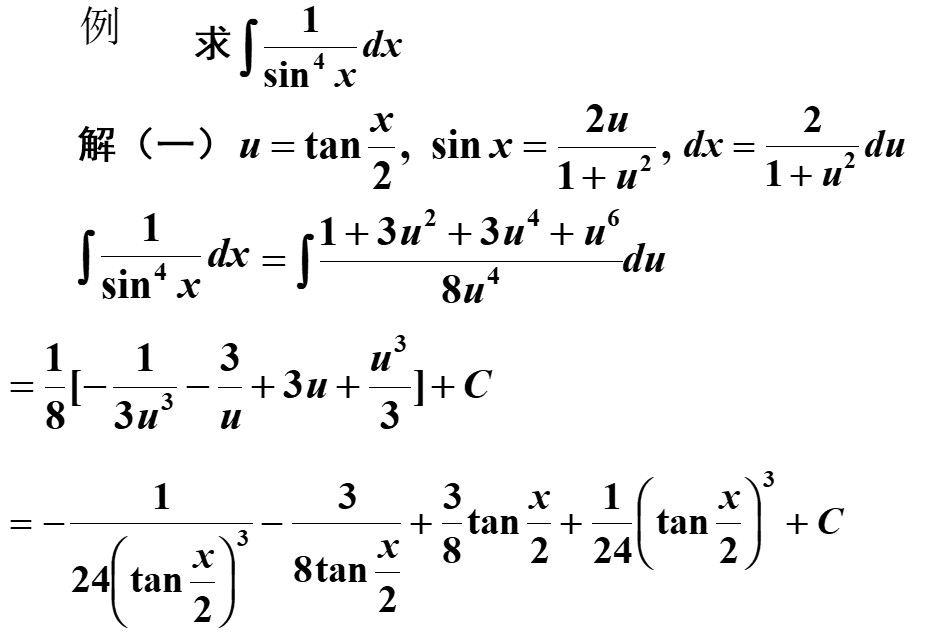 例 求∫ 1/(sin⁴ x) dx
解（一）u = tan x/2, sin x = 2u/(1 + u²), dx = 2/(1 + u²) du
∫ 1/(sin⁴ x) dx = ∫ (1 + 3u² + 3u⁴ + u⁶)/(8u⁴) du
= 1/8 [− 1/(3u³) − 3/u + 3u + u³/3] + C
= − 1/(24(tan x/2)³) − 3/(8tan x/2) + 3/8 tan x/2 + 1/24 (tan x/2)³ + C